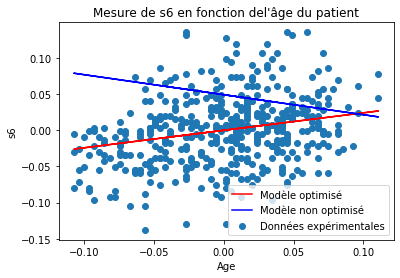 Mesure de s6 en fonction del'âge du patient
0.10
0.05
0.00
−0.05
−0.10
−0.15
s6
−0.10
−0.05
0.00
0.05
0.10
Age
Modèle optimisé
Modèle non optimisé
Données expérimentales